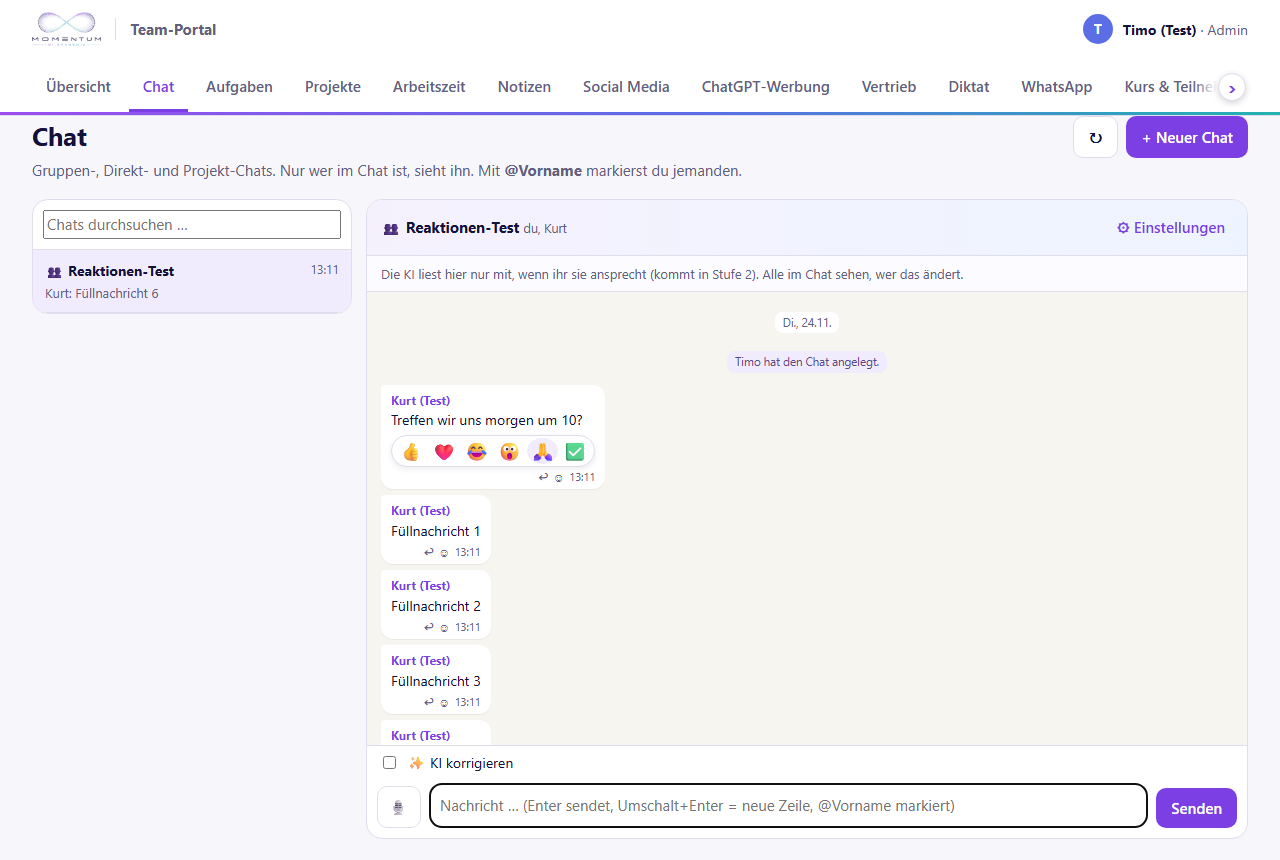 MOMENTUM
Team-Portal
T Timo (Test) · Admin
Übersicht Chat Aufgaben Projekte Arbeitszeit Notizen Social Media ChatGPT-Werbung Vertrieb Diktat WhatsApp Kurs &
Chat
+ Neuer Chat
Gruppen-, Direkt- und Projekt-Chats. Nur wer im Chat ist, sieht ihn. Mit @Vorname markierst du jemanden.
Chats durchsuchen ...
Reaktionen-Test 13:11
Kurt: Füllnachricht 6
Reaktionen-Test du, Kurt
Einstellungen
Die KI liest hier nur mit, wenn ihr sie ansprecht (kommt in Stufe 2). Alle im Chat sehen, wer das ändert.
Di., 24.11.
Timo hat den Chat angelegt.
Kurt (Test)
Treffen wir uns morgen um 10?
13:11
Kurt (Test)
Füllnachricht 1
13:11
Kurt (Test)
Füllnachricht 2
13:11
Kurt (Test)
Füllnachricht 3
13:11
Kurt (Test)
KI korrigieren
Nachricht ... (Enter sendet, Umschalt+Enter = neue Zeile, @Vorname markiert)
Senden